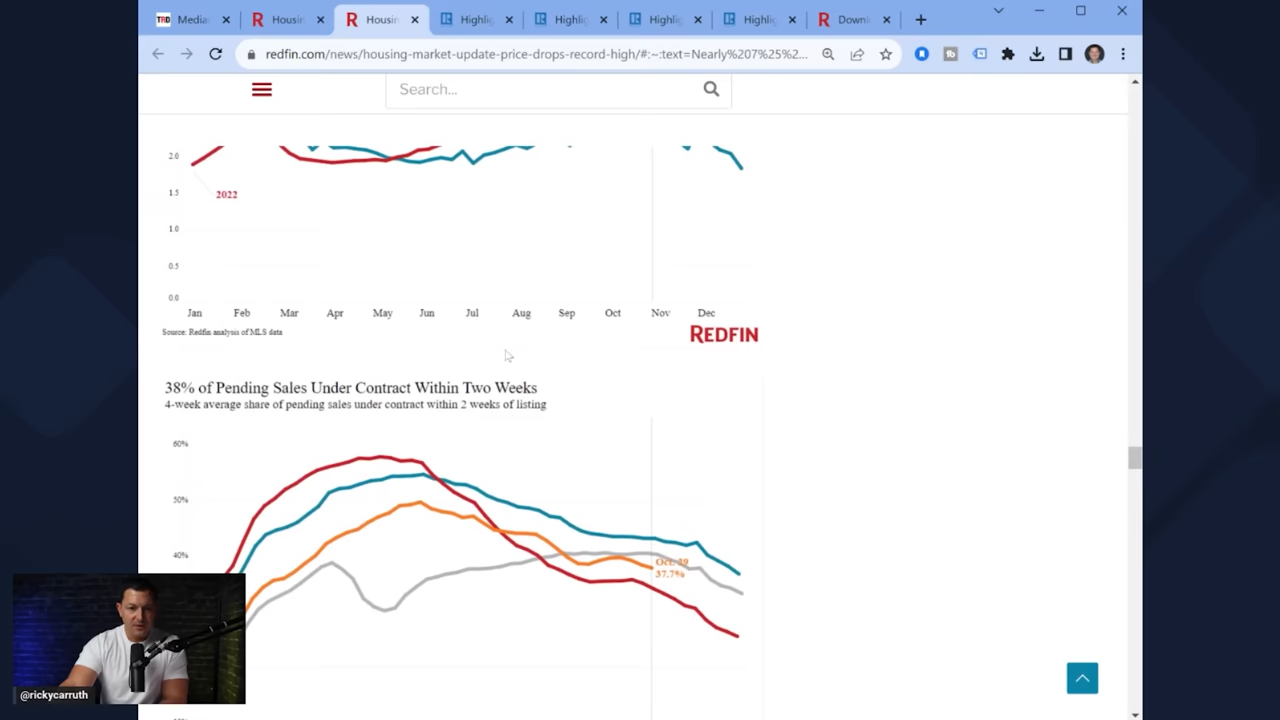 TRD Median
R Housin
R Housin
Highlig
Highlig
Highlig
Highlig
R Downl
redfin.com/news/housing-market-update-price-drops-record-high/#:~:text=Nearly%207%25%2...
Search...
2.0
2022
1.5
1.0
0.5
0.0
Jan Feb Mar Apr May Jun Jul Aug Sep Oct Nov Dec
Source: Redfin analysis of MLS data
REDFIN
38% of Pending Sales Under Contract Within Two Weeks
4-week average share of pending sales under contract within 2 weeks of listing
60%
50%
40%
Oct. 29
37.7%
@rickycarruth